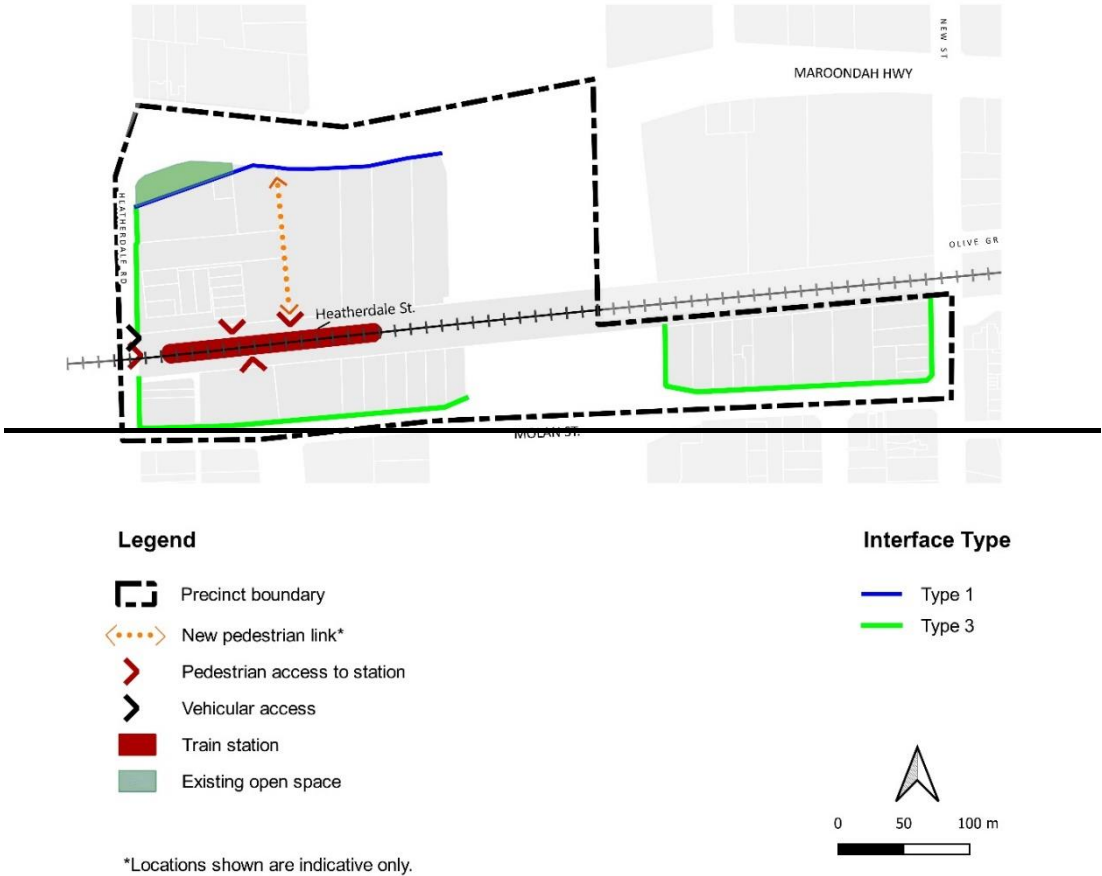 NEW ST
MAROONDAH HWY
HEATHERDALE RD
OLIVE GR
Heatherdale St.
MOLAN ST.
Legend
Precinct boundary
New pedestrian link*
Pedestrian access to station
Vehicular access
Train station
Existing open space
*Locations shown are indicative only.
Interface Type
Type 1
Type 3
0 50 100 m